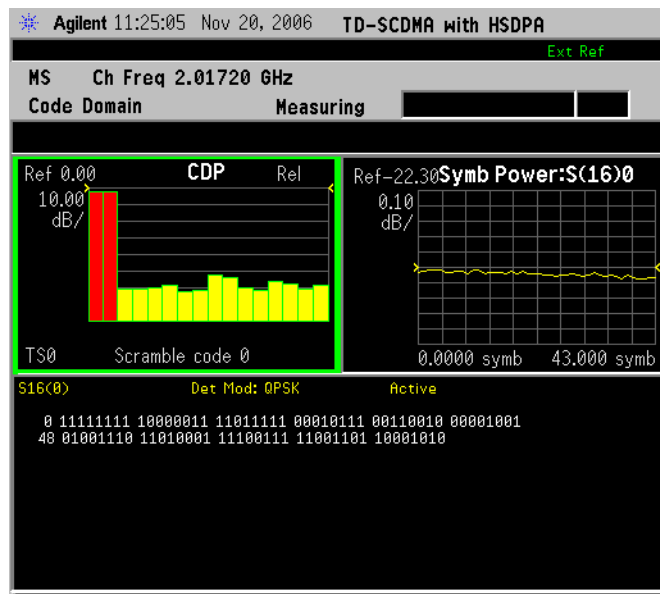 Agilent 11:25:05 Nov 20, 2006 TD-SCDMA with HSDPA
Ext Ref
MS Ch Freq 2.01720 GHz
Code Domain Measuring
Ref 0.00 CDP Rel
10.00
dB/
TS0 Scramble code 0
Ref-22.30 Symb Power:S(16)0
0.10
dB/
0.0000 symb 43.000 symb
S16(0) Det Mod: QPSK Active
0 11111111 10000011 11011111 00010111 00110010 00001001
48 01001110 11010001 11100111 11001101 10001010